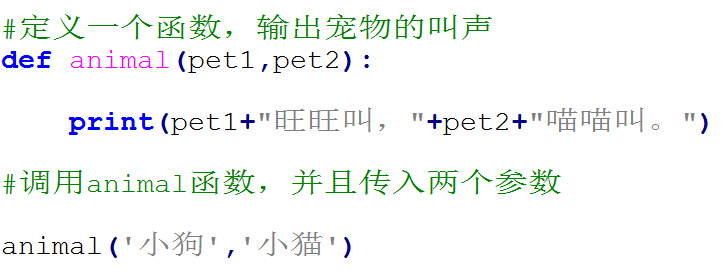 #定义一个函数，输出宠物的叫声
def animal(pet1,pet2):
    print(pet1+"旺旺叫，"+pet2+"喵喵叫。")
#调用animal函数，并且传入两个参数
animal('小狗','小猫')